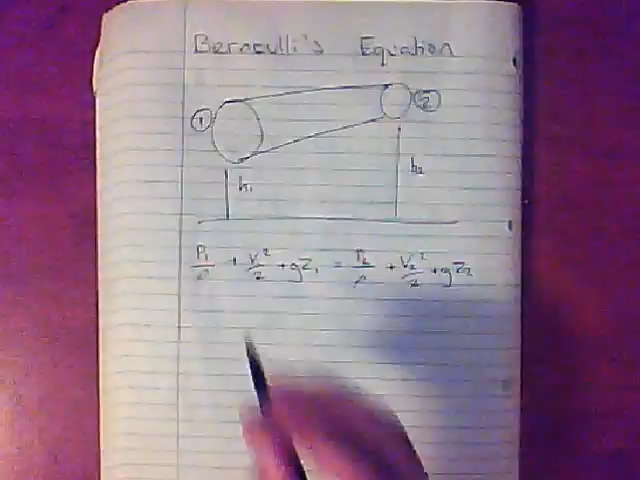 Bernoulli's Equation
① ②
h₁ h₂
P₁/ρ + V₁²/2 + gZ₁ = P₂/ρ + V₂²/2 + gZ₂